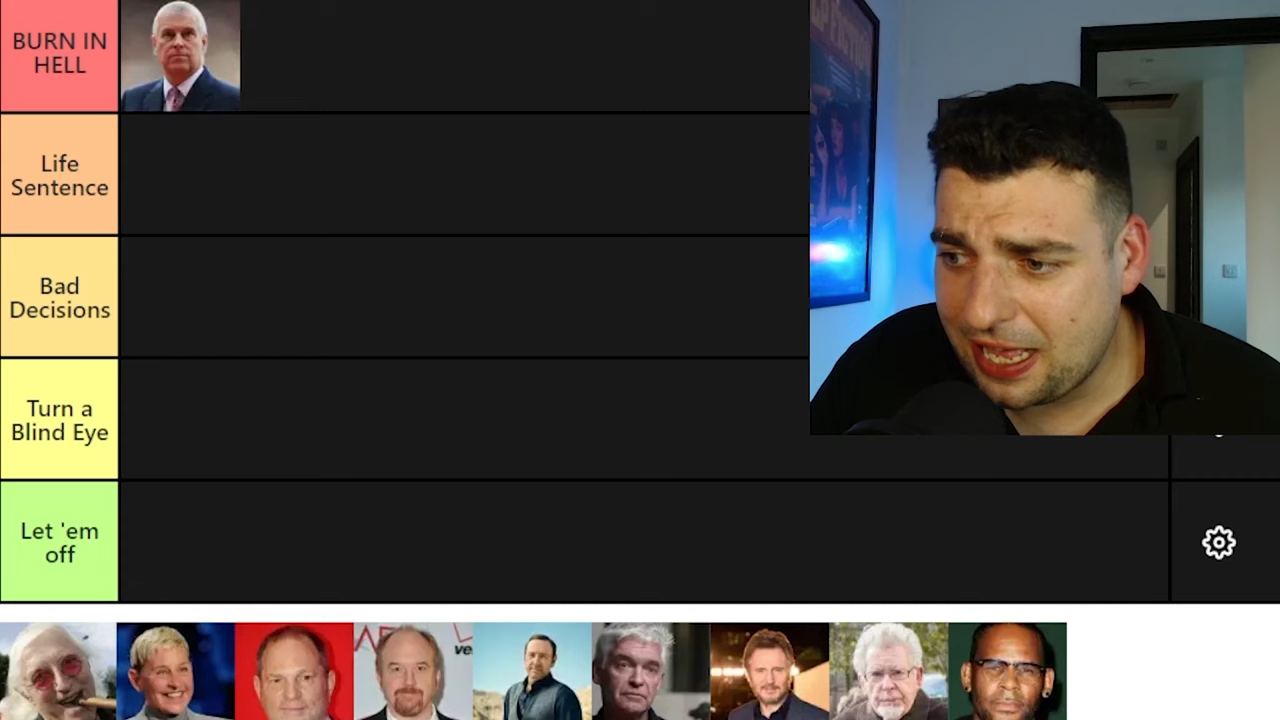 BURN IN
HELL
Life
Sentence
Bad
Decisions
Turn a
Blind Eye
Let 'em
off